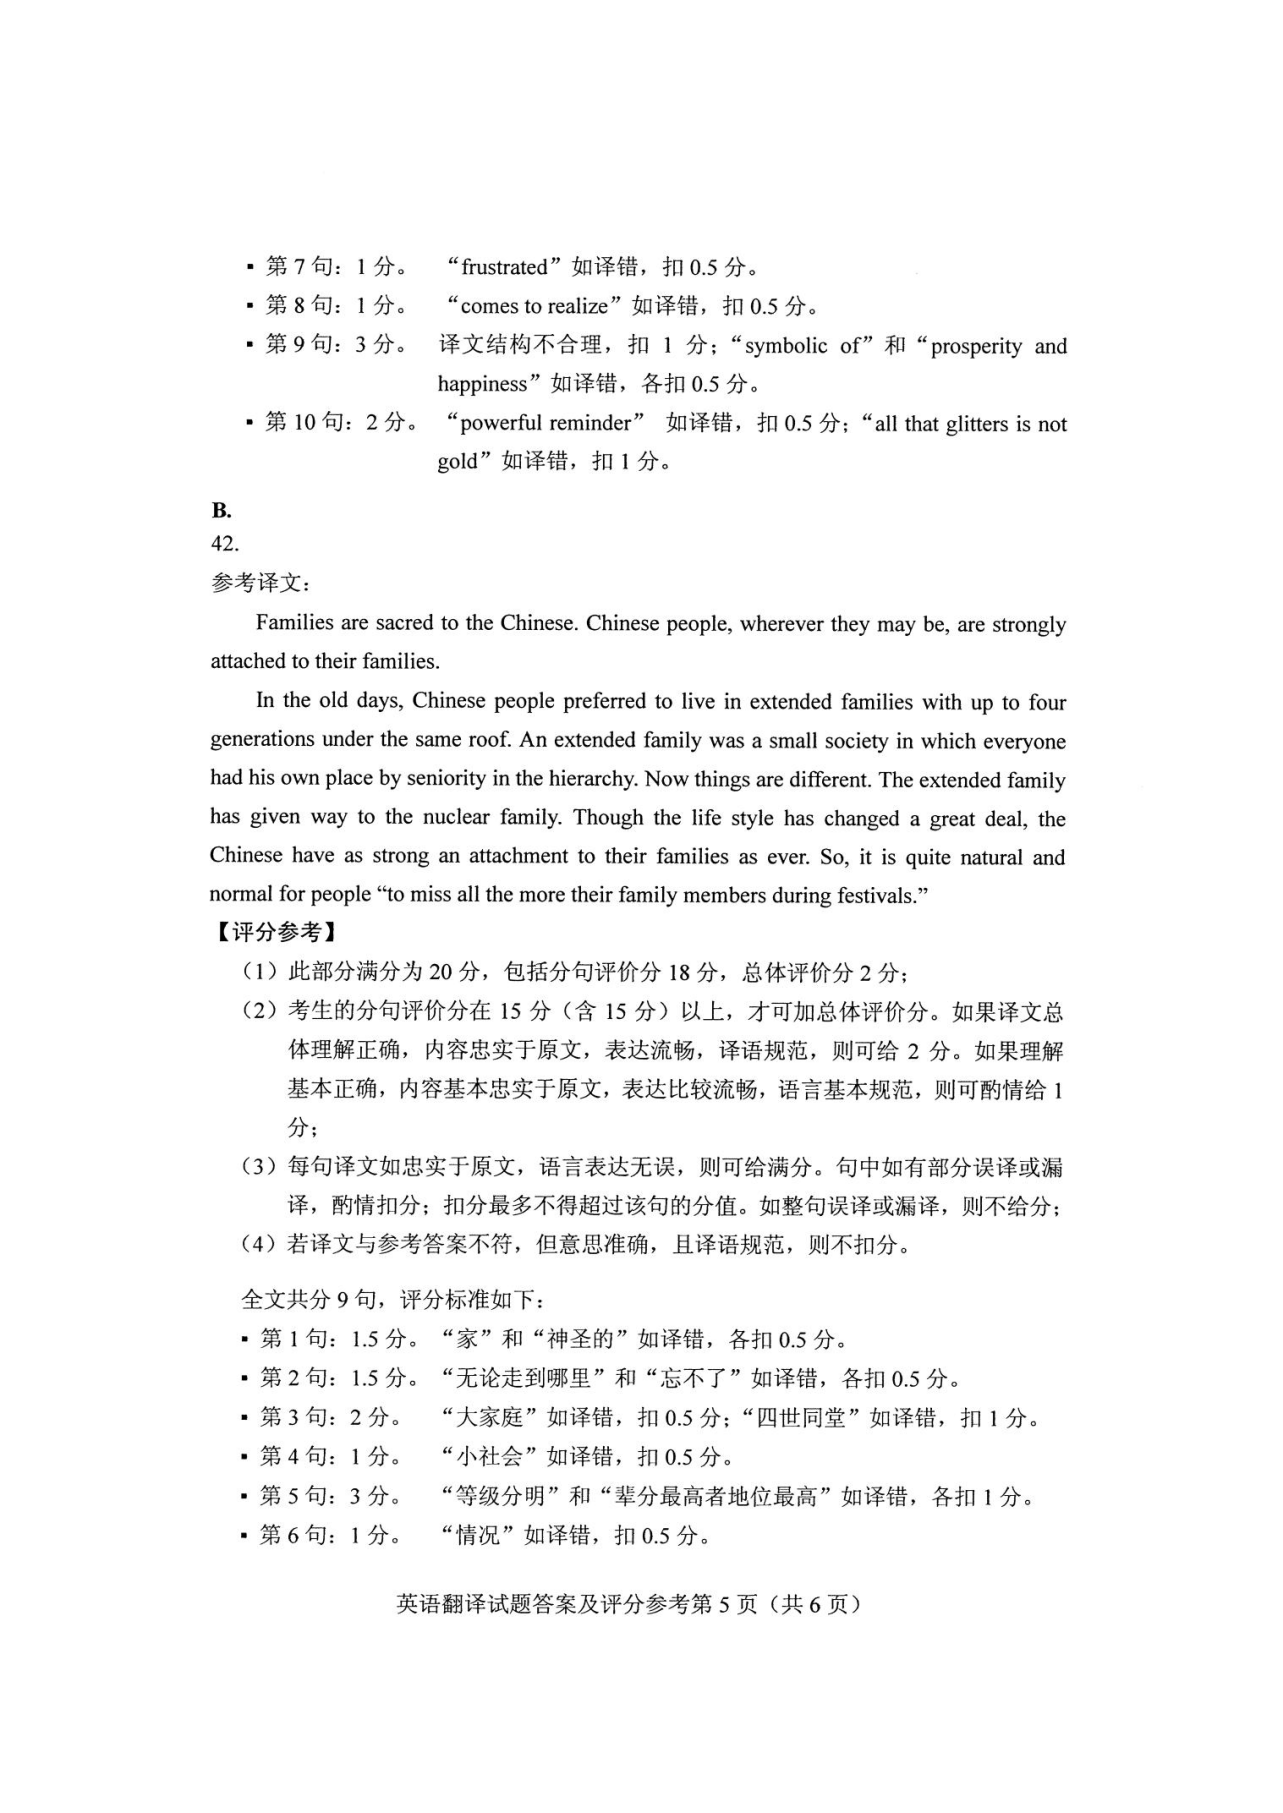 ▪ 第 7 句：1 分。 “frustrated”如译错，扣 0.5 分。
▪ 第 8 句：1 分。 “comes to realize”如译错，扣 0.5 分。
▪ 第 9 句：3 分。 译文结构不合理，扣 1 分；“symbolic of”和“prosperity and
happiness”如译错，各扣 0.5 分。
▪ 第 10 句：2 分。 “powerful reminder” 如译错，扣 0.5 分；“all that glitters is not
gold”如译错，扣 1 分。
B.
42.
参考译文：
Families are sacred to the Chinese. Chinese people, wherever they may be, are strongly
attached to their families.
In the old days, Chinese people preferred to live in extended families with up to four
generations under the same roof. An extended family was a small society in which everyone
had his own place by seniority in the hierarchy. Now things are different. The extended family
has given way to the nuclear family. Though the life style has changed a great deal, the
Chinese have as strong an attachment to their families as ever. So, it is quite natural and
normal for people “to miss all the more their family members during festivals.”
【评分参考】
（1）此部分满分为 20 分，包括分句评价分 18 分，总体评价分 2 分；
（2）考生的分句评价分在 15 分（含 15 分）以上，才可加总体评价分。如果译文总
体理解正确，内容忠实于原文，表达流畅，译语规范，则可给 2 分。如果理解
基本正确，内容基本忠实于原文，表达比较流畅，语言基本规范，则可酌情给 1
分；
（3）每句译文如忠实于原文，语言表达无误，则可给满分。句中如有部分误译或漏
译，酌情扣分；扣分最多不得超过该句的分值。如整句误译或漏译，则不给分；
（4）若译文与参考答案不符，但意思准确，且译语规范，则不扣分。
全文共分 9 句，评分标准如下：
▪ 第 1 句：1.5 分。“家”和“神圣的”如译错，各扣 0.5 分。
▪ 第 2 句：1.5 分。“无论走到哪里”和“忘不了”如译错，各扣 0.5 分。
▪ 第 3 句：2 分。 “大家庭”如译错，扣 0.5 分；“四世同堂”如译错，扣 1 分。
▪ 第 4 句：1 分。 “小社会”如译错，扣 0.5 分。
▪ 第 5 句：3 分。 “等级分明”和“辈分最高者地位最高”如译错，各扣 1 分。
▪ 第 6 句：1 分。 “情况”如译错，扣 0.5 分。
英语翻译试题答案及评分参考第 5 页（共 6 页）